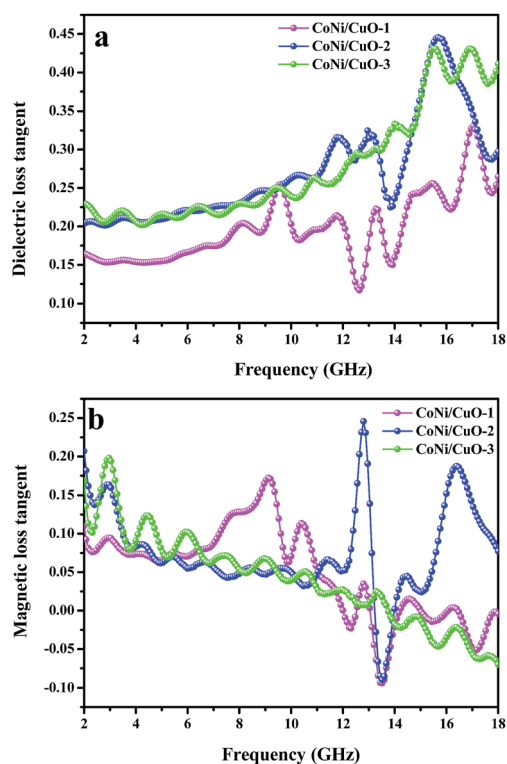 a
CoNi/CuO-1
CoNi/CuO-2
CoNi/CuO-3
Dielectric loss tangent
0.45
0.40
0.35
0.30
0.25
0.20
0.15
0.10
2 4 6 8 10 12 14 16 18
Frequency (GHz)
b
CoNi/CuO-1
CoNi/CuO-2
CoNi/CuO-3
Magnetic loss tangent
0.25
0.20
0.15
0.10
0.05
0.00
-0.05
-0.10
2 4 6 8 10 12 14 16 18
Frequency (GHz)